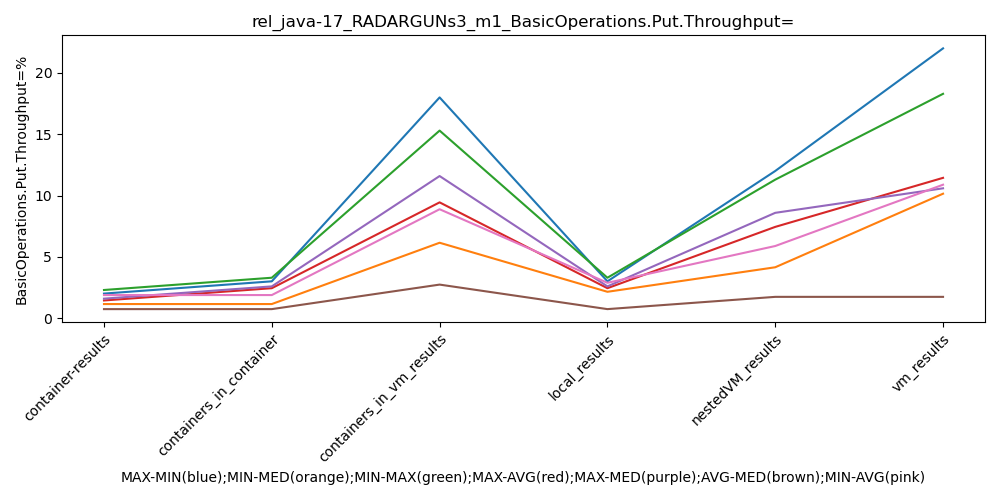 rel_java-17_RADARGUNs3_m1_BasicOperations.Put.Throughput=
BasicOperations.Put.Throughput=%
20
15
10
5
0
container-results
containers_in_container
containers_in_vm_results
local_results
nestedVM_results
vm_results
MAX-MIN(blue);MIN-MED(orange);MIN-MAX(green);MAX-AVG(red);MAX-MED(purple);AVG-MED(brown);MIN-AVG(pink)